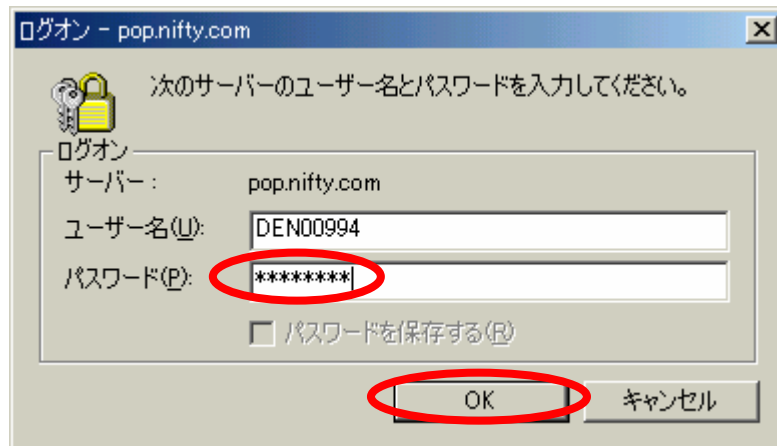 ログオン - pop.nifty.com
次のサーバーのユーザー名とパスワードを入力してください。
ログオン
サーバー : pop.nifty.com
ユーザー名(U): DEN00994
パスワード(P): ********
パスワードを保存する(R)
OK キャンセル